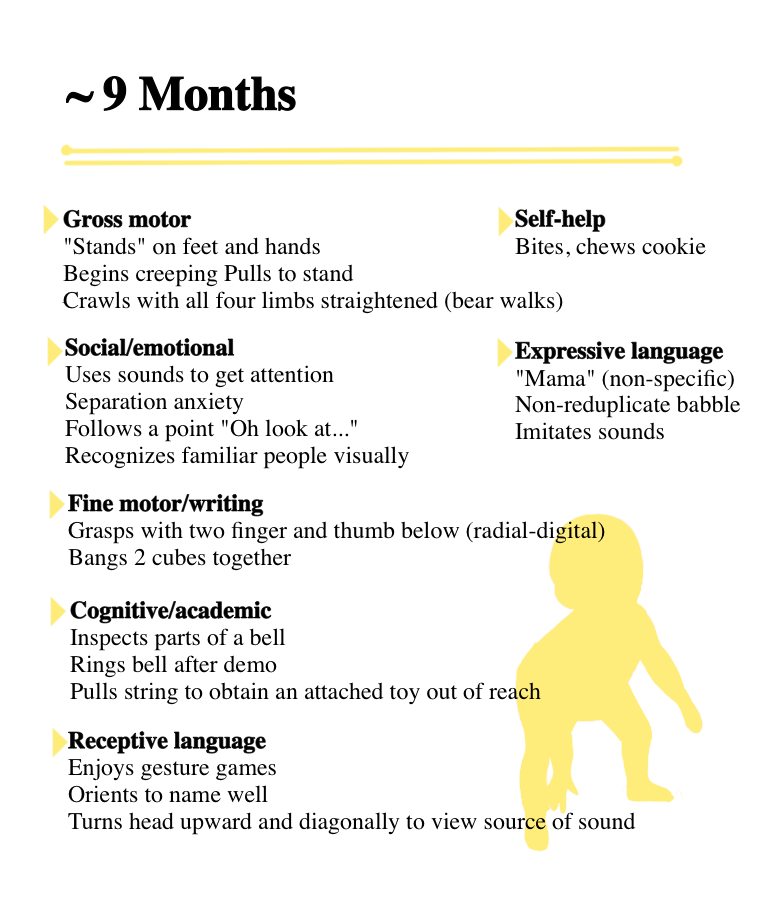 ~ 9 Months
Gross motor
"Stands" on feet and hands
Begins creeping Pulls to stand
Crawls with all four limbs straightened (bear walks)
Self-help
Bites, chews cookie
Social/emotional
Uses sounds to get attention
Separation anxiety
Follows a point "Oh look at..."
Recognizes familiar people visually
Expressive language
"Mama" (non-specific)
Non-reduplicate babble
Imitates sounds
Fine motor/writing
Grasps with two finger and thumb below (radial-digital)
Bangs 2 cubes together
Cognitive/academic
Inspects parts of a bell
Rings bell after demo
Pulls string to obtain an attached toy out of reach
Receptive language
Enjoys gesture games
Orients to name well
Turns head upward and diagonally to view source of sound